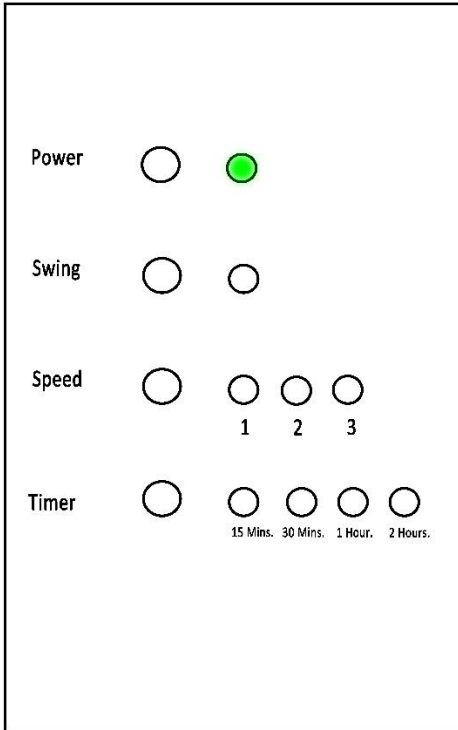 Power
Swing
Speed
1 2 3
Timer
15 Mins. 30 Mins. 1 Hour. 2 Hours.